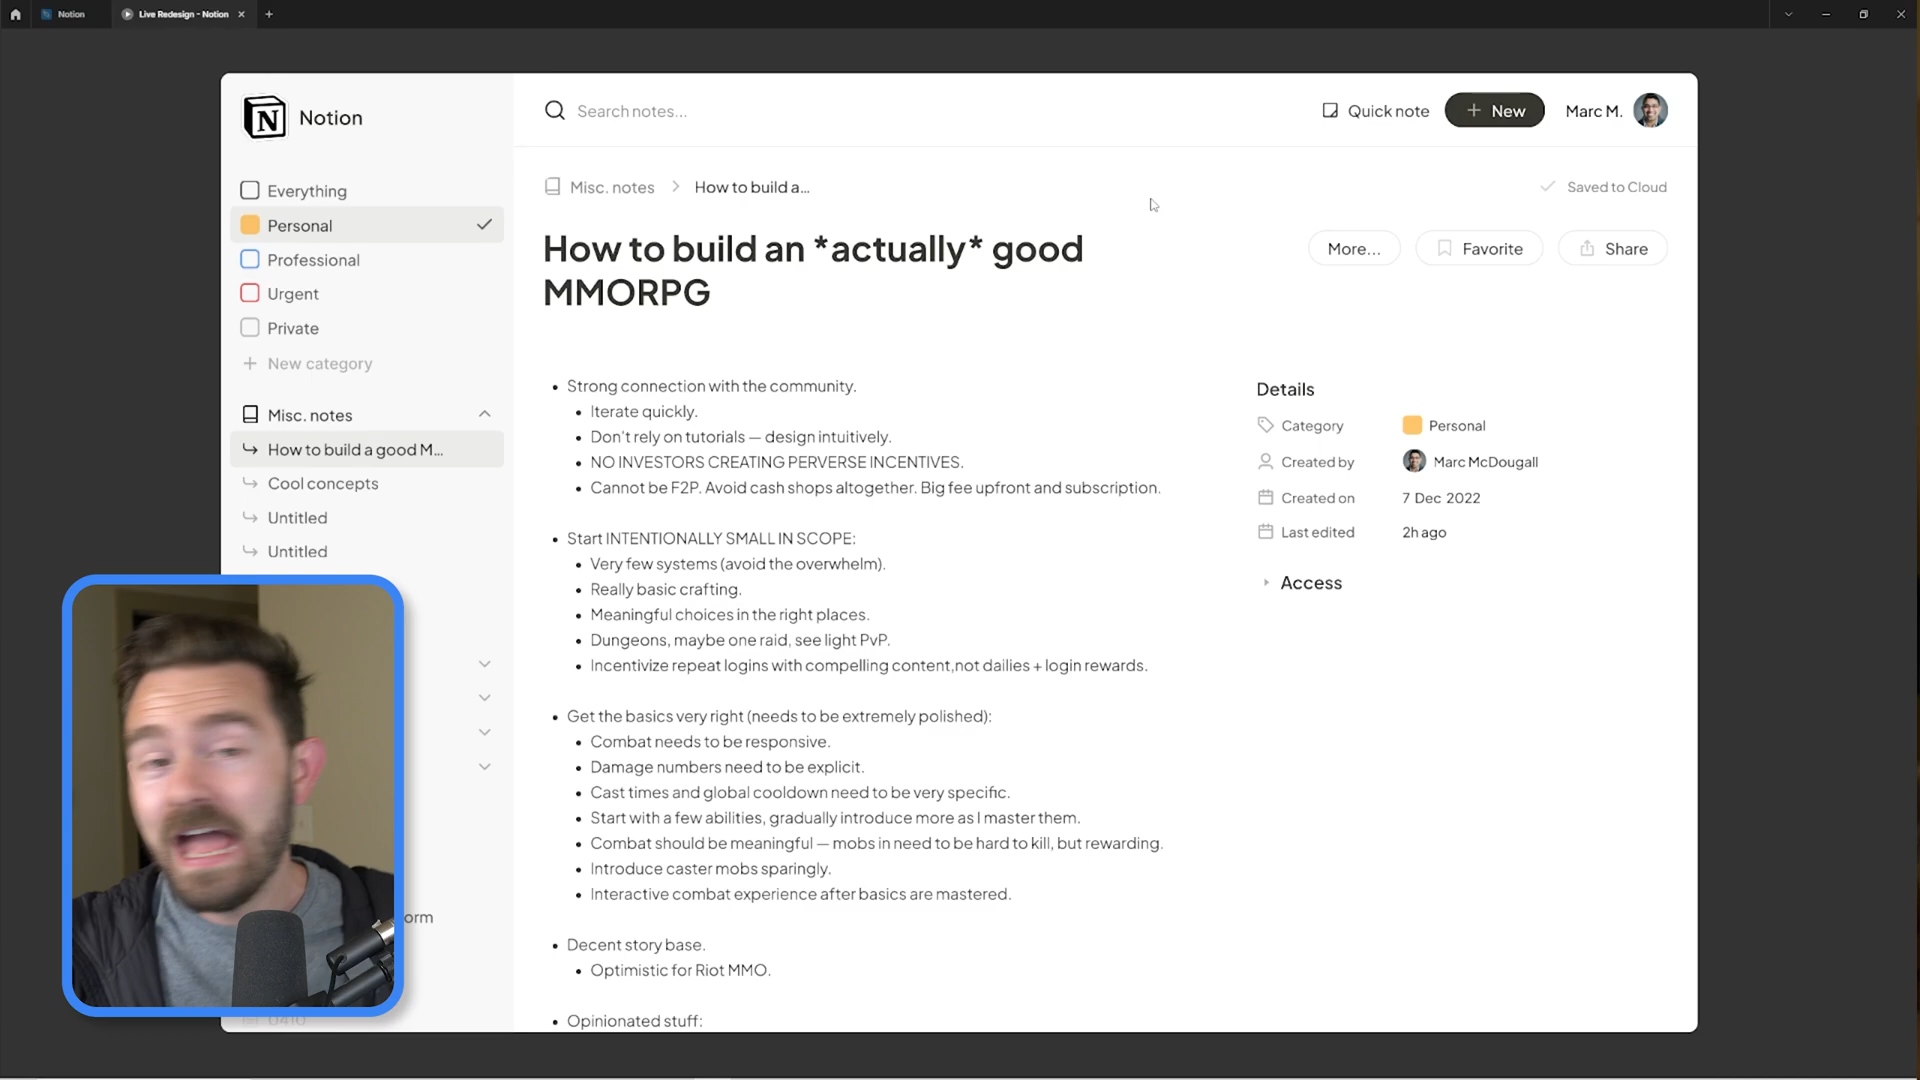 Notion
Live Redesign - Notion
N
Notion
Search notes...
Quick note
New
Marc M.
Everything
Personal
Professional
Urgent
Private
New category
Misc. notes
How to build a good M...
Cool concepts
Untitled
Untitled
orm
Misc. notes
How to build a...
Saved to Cloud
How to build an *actually* good
MMORPG
More...
Favorite
Share
Strong connection with the community.
Iterate quickly.
Don't rely on tutorials — design intuitively.
NO INVESTORS CREATING PERVERSE INCENTIVES.
Cannot be F2P. Avoid cash shops altogether. Big fee upfront and subscription.
Start INTENTIONALLY SMALL IN SCOPE:
Very few systems (avoid the overwhelm).
Really basic crafting.
Meaningful choices in the right places.
Dungeons, maybe one raid, see light PvP.
Incentivize repeat logins with compelling content,not dailies + login rewards.
Get the basics very right (needs to be extremely polished):
Combat needs to be responsive.
Damage numbers need to be explicit.
Cast times and global cooldown need to be very specific.
Start with a few abilities, gradually introduce more as I master them.
Combat should be meaningful — mobs in need to be hard to kill, but rewarding.
Introduce caster mobs sparingly.
Interactive combat experience after basics are mastered.
Decent story base.
Optimistic for Riot MMO.
Opinionated stuff:
Details
Category
Personal
Created by
Marc McDougall
Created on
7 Dec 2022
Last edited
2h ago
Access